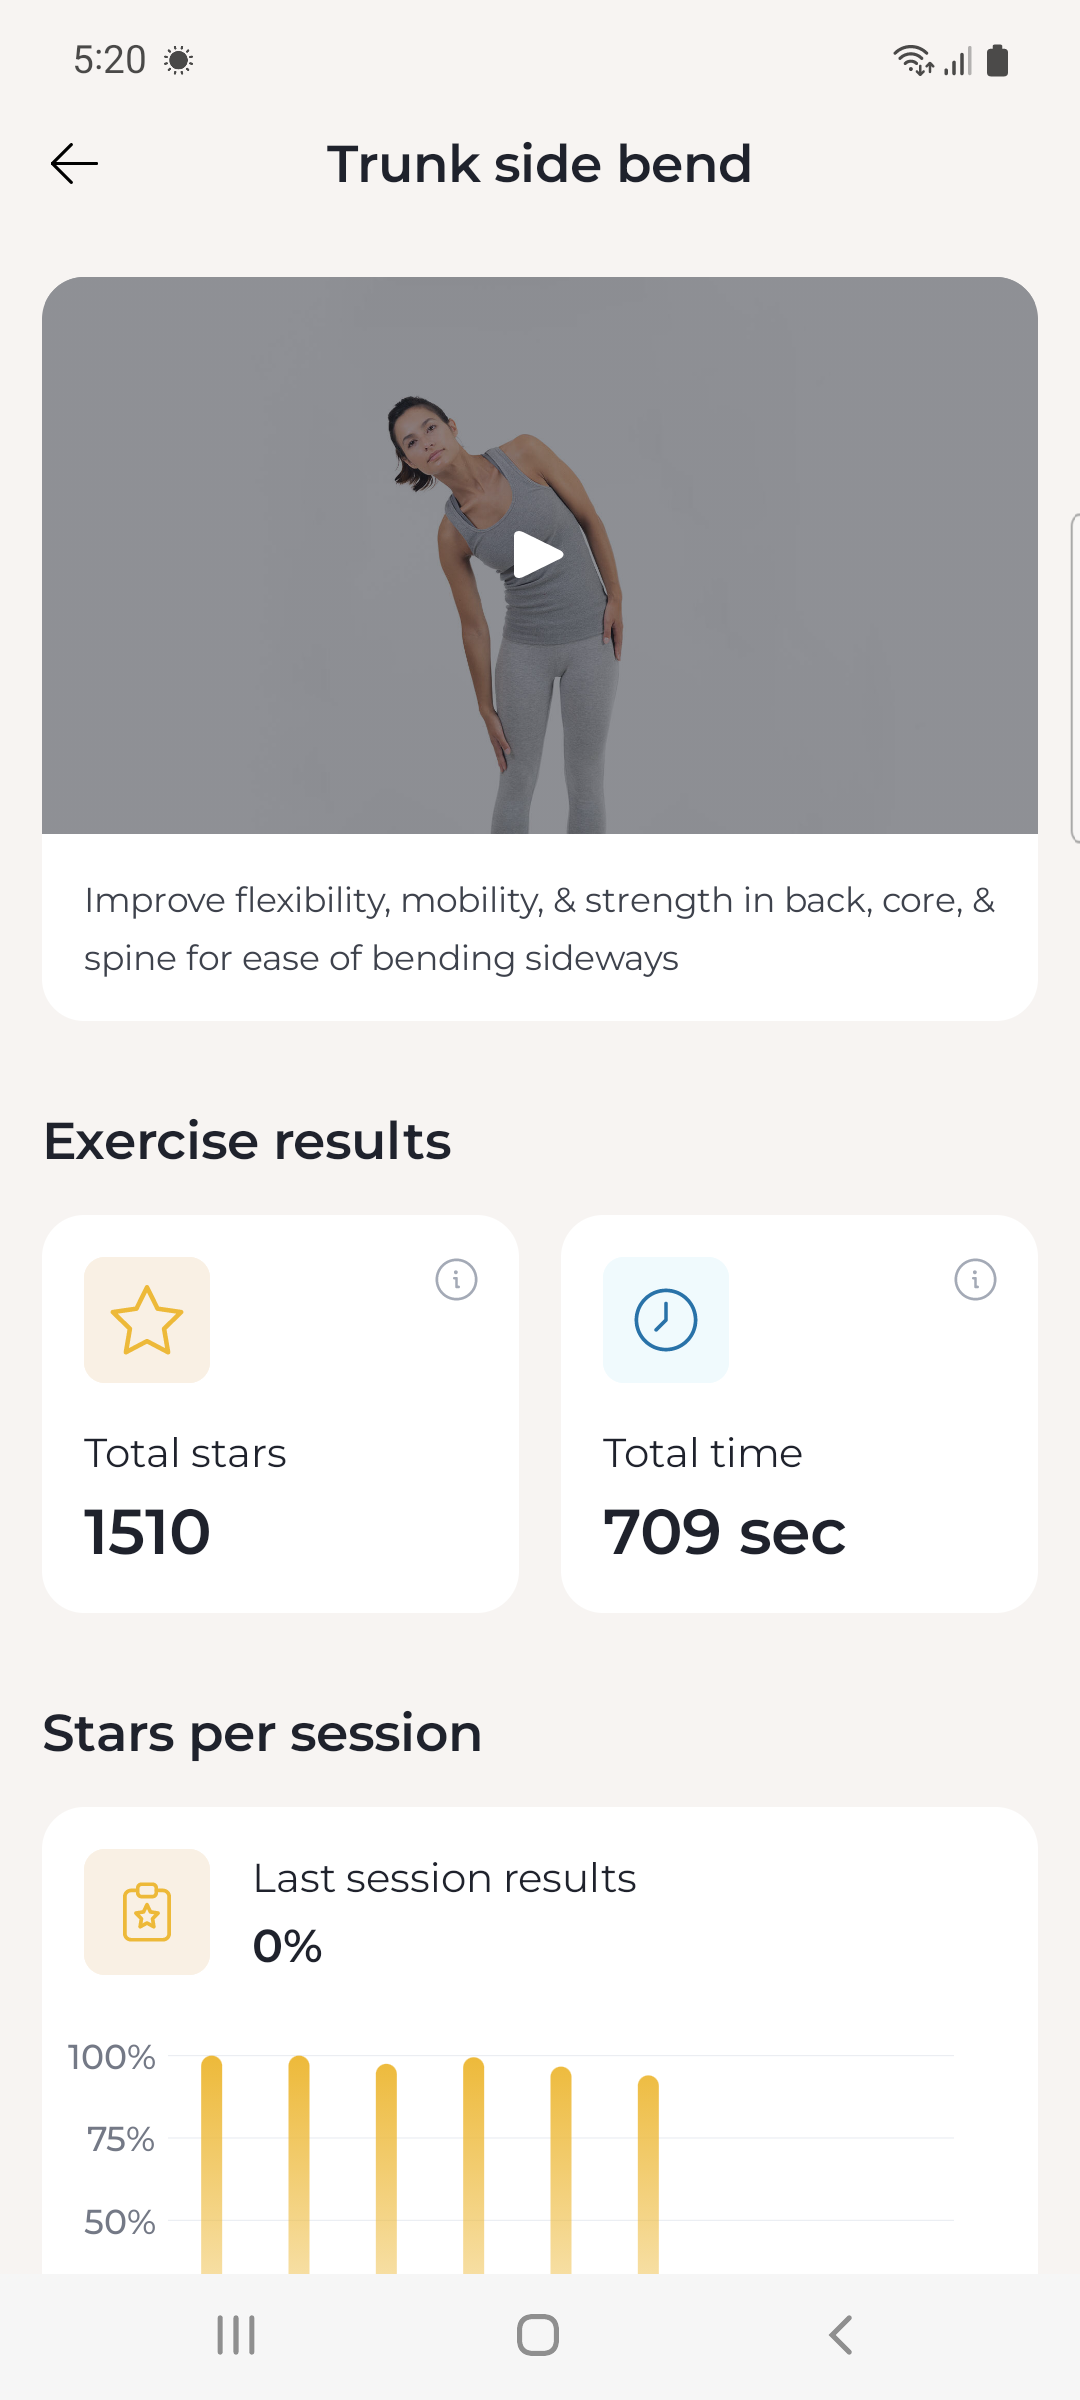 5:20
Trunk side bend
Improve flexibility, mobility, & strength in back, core, &
spine for ease of bending sideways
Exercise results
Total stars
1510
Total time
709 sec
Stars per session
Last session results
0%
100%
75%
50%